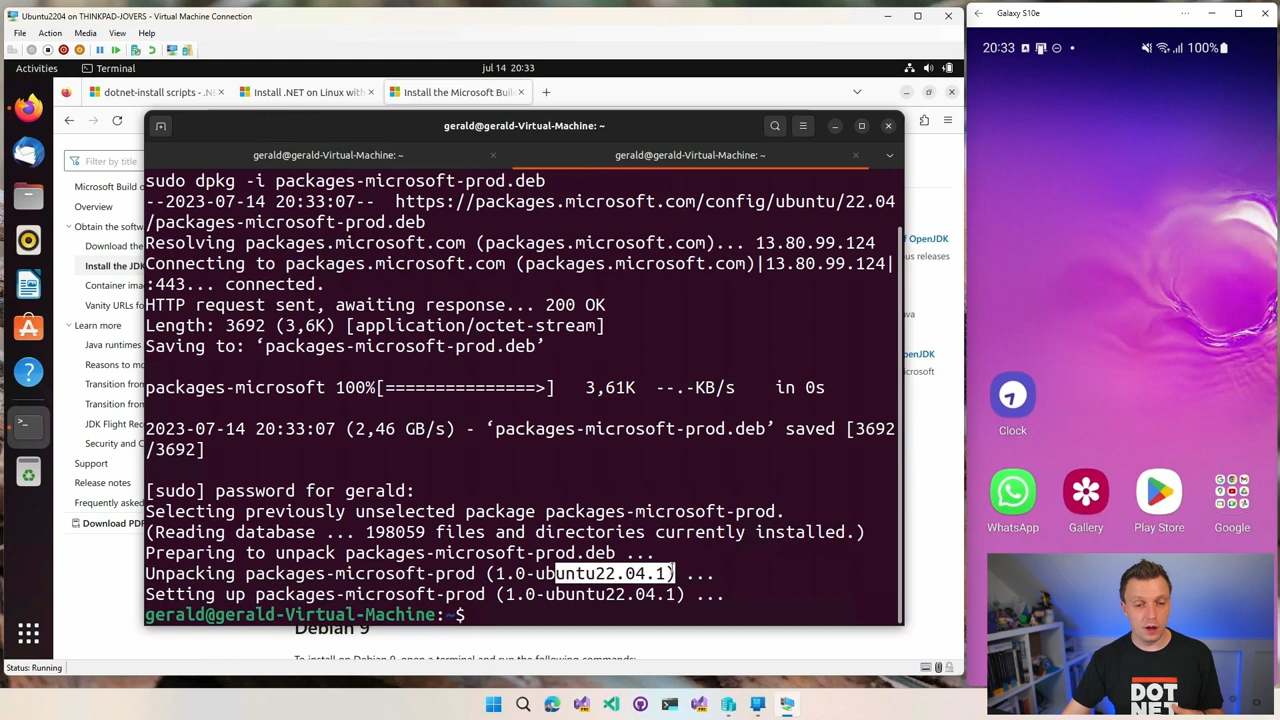 Ubuntu2204 on THINKPAD-JOVERS - Virtual Machine Connection
File Action Media View Help
Activities
Terminal
jul 14 20:33
dotnet-install scripts - .NE
Install .NET on Linux with
Install the Microsoft Buil
gerald@gerald-Virtual-Machine: ~
Filter by title
gerald@gerald-Virtual-Machine: ~
gerald@gerald-Virtual-Machine: ~
Microsoft Build o
Overview
Obtain the softw
Download the
Install the JDK
Container ima
Vanity URLs fo
Learn more
Java runtimes
Reasons to mo
Transition from
Transition from
JDK Flight Rec
Security and C
Support
Release notes
Frequently asked
Download PDF
sudo dpkg -i packages-microsoft-prod.deb
--2023-07-14 20:33:07-- https://packages.microsoft.com/config/ubuntu/22.04
/packages-microsoft-prod.deb
Resolving packages.microsoft.com (packages.microsoft.com)... 13.80.99.124
Connecting to packages.microsoft.com (packages.microsoft.com)|13.80.99.124|
:443... connected.
HTTP request sent, awaiting response... 200 OK
Length: 3692 (3,6K) [application/octet-stream]
Saving to: ‘packages-microsoft-prod.deb’
packages-microsoft 100%[===============>] 3,61K --.-KB/s in 0s
2023-07-14 20:33:07 (2,46 GB/s) - ‘packages-microsoft-prod.deb’ saved [3692
/3692]
[sudo] password for gerald:
Selecting previously unselected package packages-microsoft-prod.
(Reading database ... 198059 files and directories currently installed.)
Preparing to unpack packages-microsoft-prod.deb ...
Unpacking packages-microsoft-prod (1.0-ubuntu22.04.1) ...
Setting up packages-microsoft-prod (1.0-ubuntu22.04.1) ...
gerald@gerald-Virtual-Machine:~$
of OpenJDK
ous releases
ava
penJDK
icrosoft
Debian 9
To install on Debian 9, open a terminal and run the following commands:
Status: Running
Galaxy S10e
20:33
100%
Clock
WhatsApp
Gallery
Play Store
Google
DOT
NET